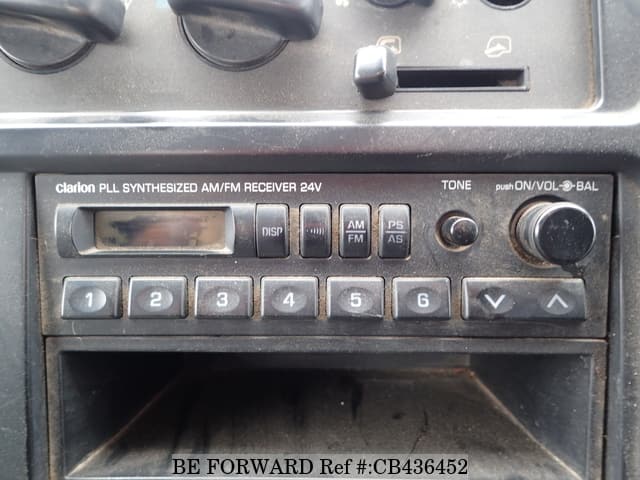 clarion PLL SYNTHESIZED AM/FM RECEIVER 24V
TONE
push ON/VOL BAL
DISP
AM
FM
PS
AS
1 2 3 4 5 6
BE FORWARD Ref #:CB436452